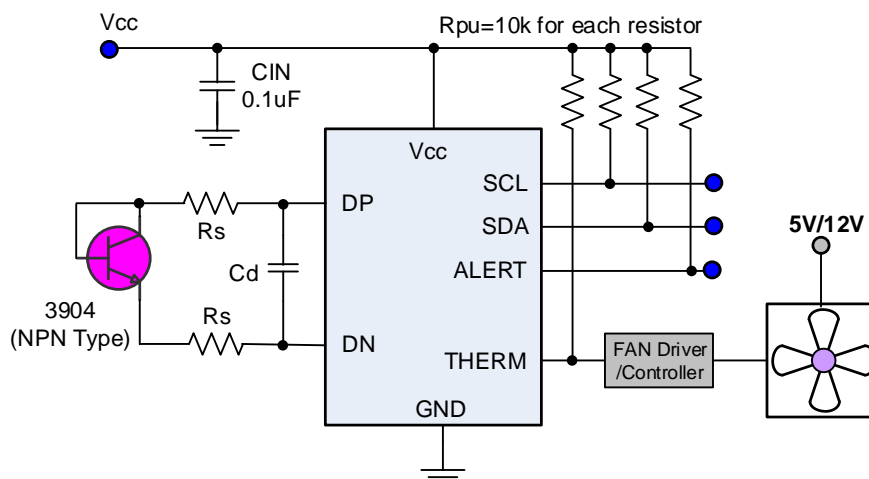 Vcc
Rpu=10k for each resistor
CIN
0.1uF
Vcc
SCL
DP
Rs
SDA
5V/12V
ALERT
Cd
3904
(NPN Type)
Rs
DN
THERM
FAN Driver
/Controller
GND